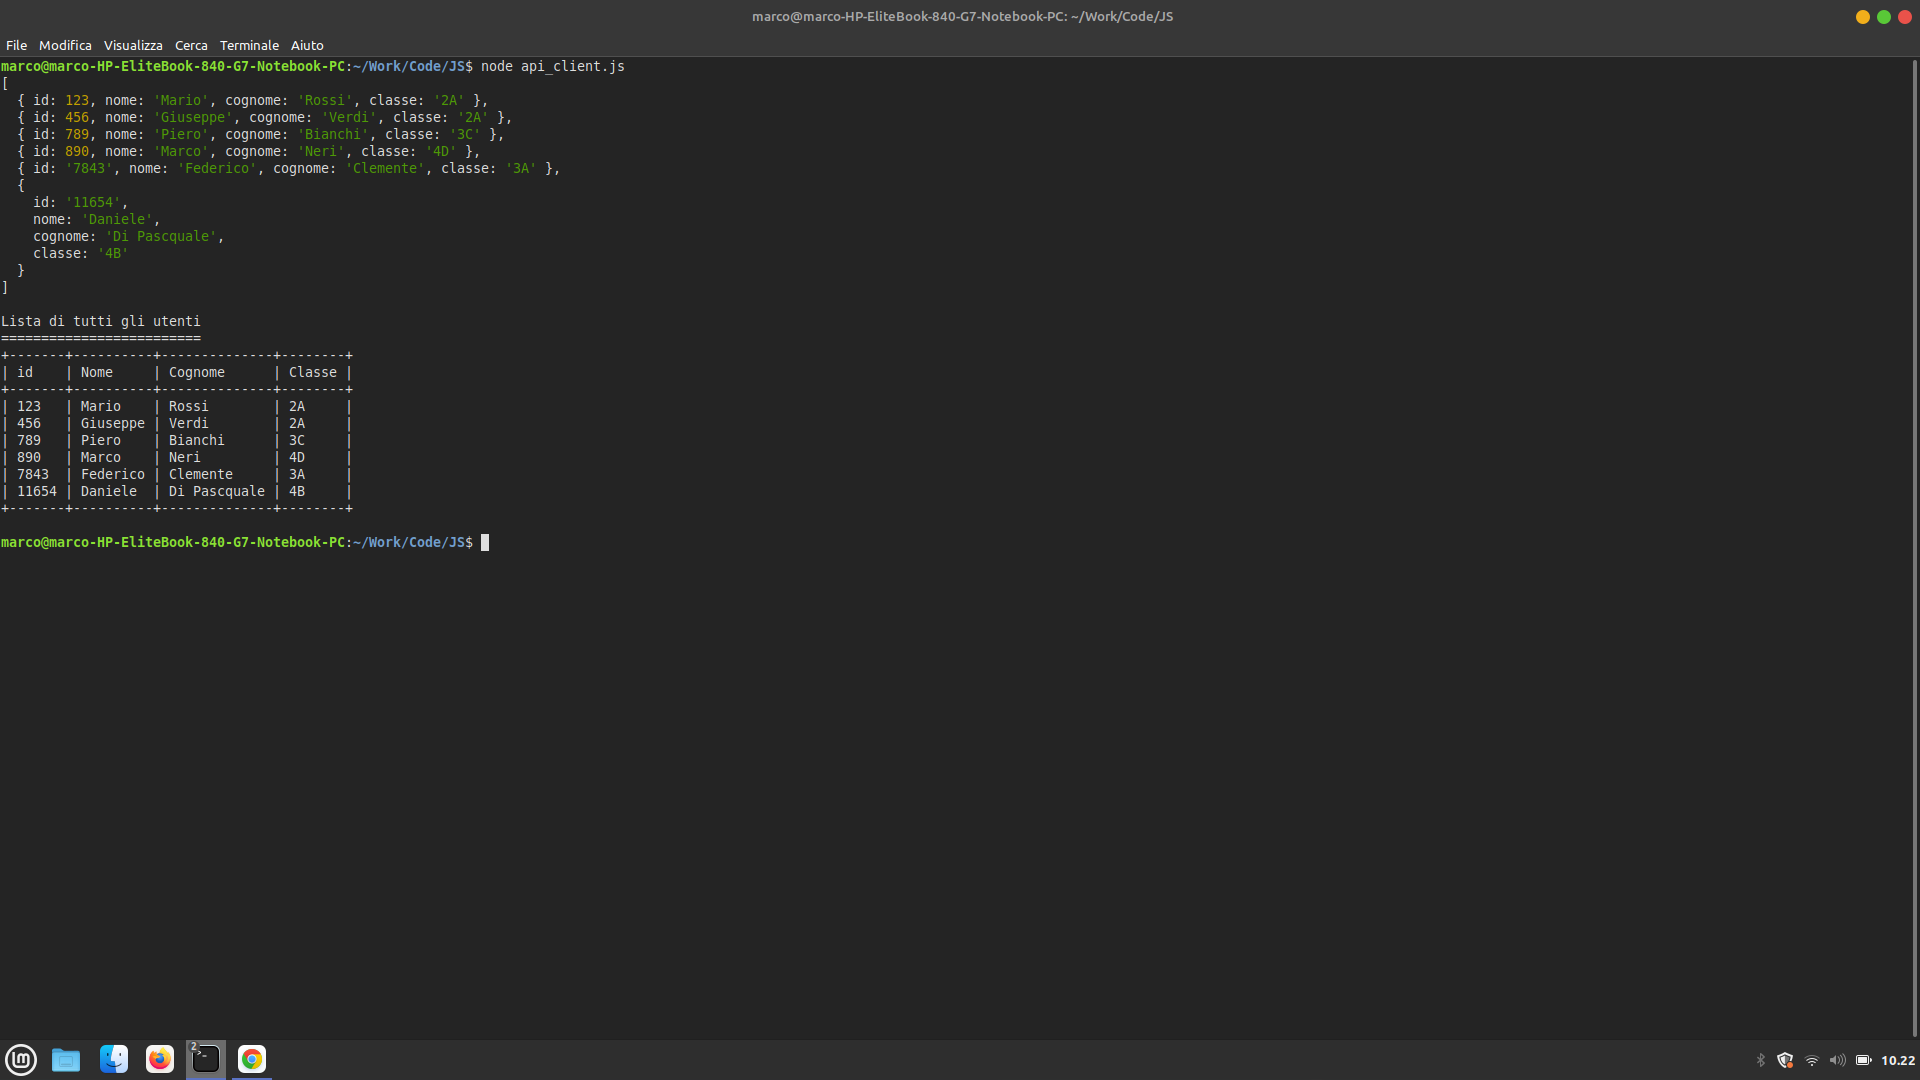 marco@marco-HP-EliteBook-840-G7-Notebook-PC: ~/Work/Code/JS
File Modifica Visualizza Cerca Terminale Aiuto
marco@marco-HP-EliteBook-840-G7-Notebook-PC:~/Work/Code/JS$ node api_client.js
[
  { id: 123, nome: 'Mario', cognome: 'Rossi', classe: '2A' },
  { id: 456, nome: 'Giuseppe', cognome: 'Verdi', classe: '2A' },
  { id: 789, nome: 'Piero', cognome: 'Bianchi', classe: '3C' },
  { id: 890, nome: 'Marco', cognome: 'Neri', classe: '4D' },
  { id: '7843', nome: 'Federico', cognome: 'Clemente', classe: '3A' },
  {
    id: '11654',
    nome: 'Daniele',
    cognome: 'Di Pascquale',
    classe: '4B'
  }
]
Lista di tutti gli utenti
=========================
+-------+----------+--------------+--------+
| id    | Nome     | Cognome      | Classe |
+-------+----------+--------------+--------+
| 123   | Mario    | Rossi        | 2A     |
| 456   | Giuseppe | Verdi        | 2A     |
| 789   | Piero    | Bianchi      | 3C     |
| 890   | Marco    | Neri         | 4D     |
| 7843  | Federico | Clemente     | 3A     |
| 11654 | Daniele  | Di Pascquale | 4B     |
+-------+----------+--------------+--------+
marco@marco-HP-EliteBook-840-G7-Notebook-PC:~/Work/Code/JS$
2
10.22